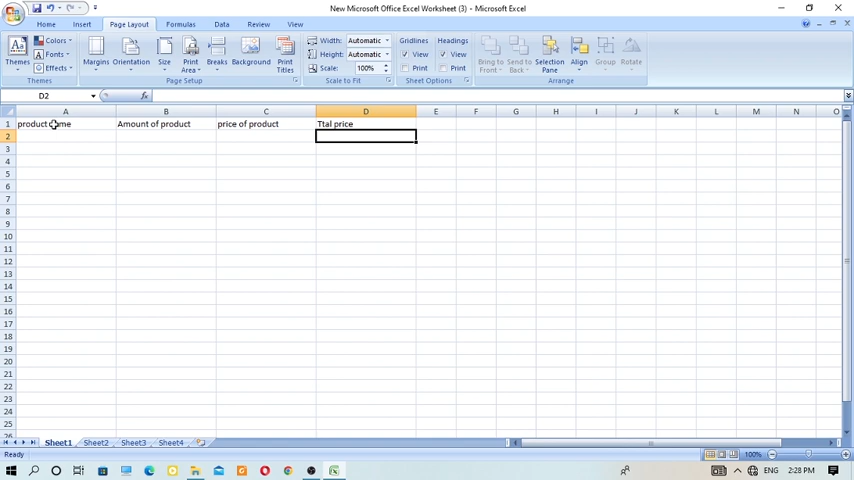 New Microsoft Office Excel Worksheet (3) - Microsoft Excel
Home Insert Page Layout Formulas Data Review View
Themes Colors Fonts Effects Margins Orientation Size Print Area Breaks Background Print Titles Width: Automatic Height: Automatic Scale: 100% Gridlines View Print Headings View Print Bring to Front Send to Back Selection Pane Align Group Rotate
Themes Page Setup Scale to Fit Sheet Options Arrange
D2 fx
A B C D E F G H I J K L M N O
1 product name Amount of product price of product Ttal price
2
3
4
5
6
7
8
9
10
11
12
13
14
15
16
17
18
19
20
21
22
23
24
25
26
Sheet1 Sheet2 Sheet3 Sheet4
Ready 100%
ENG 2:28 PM